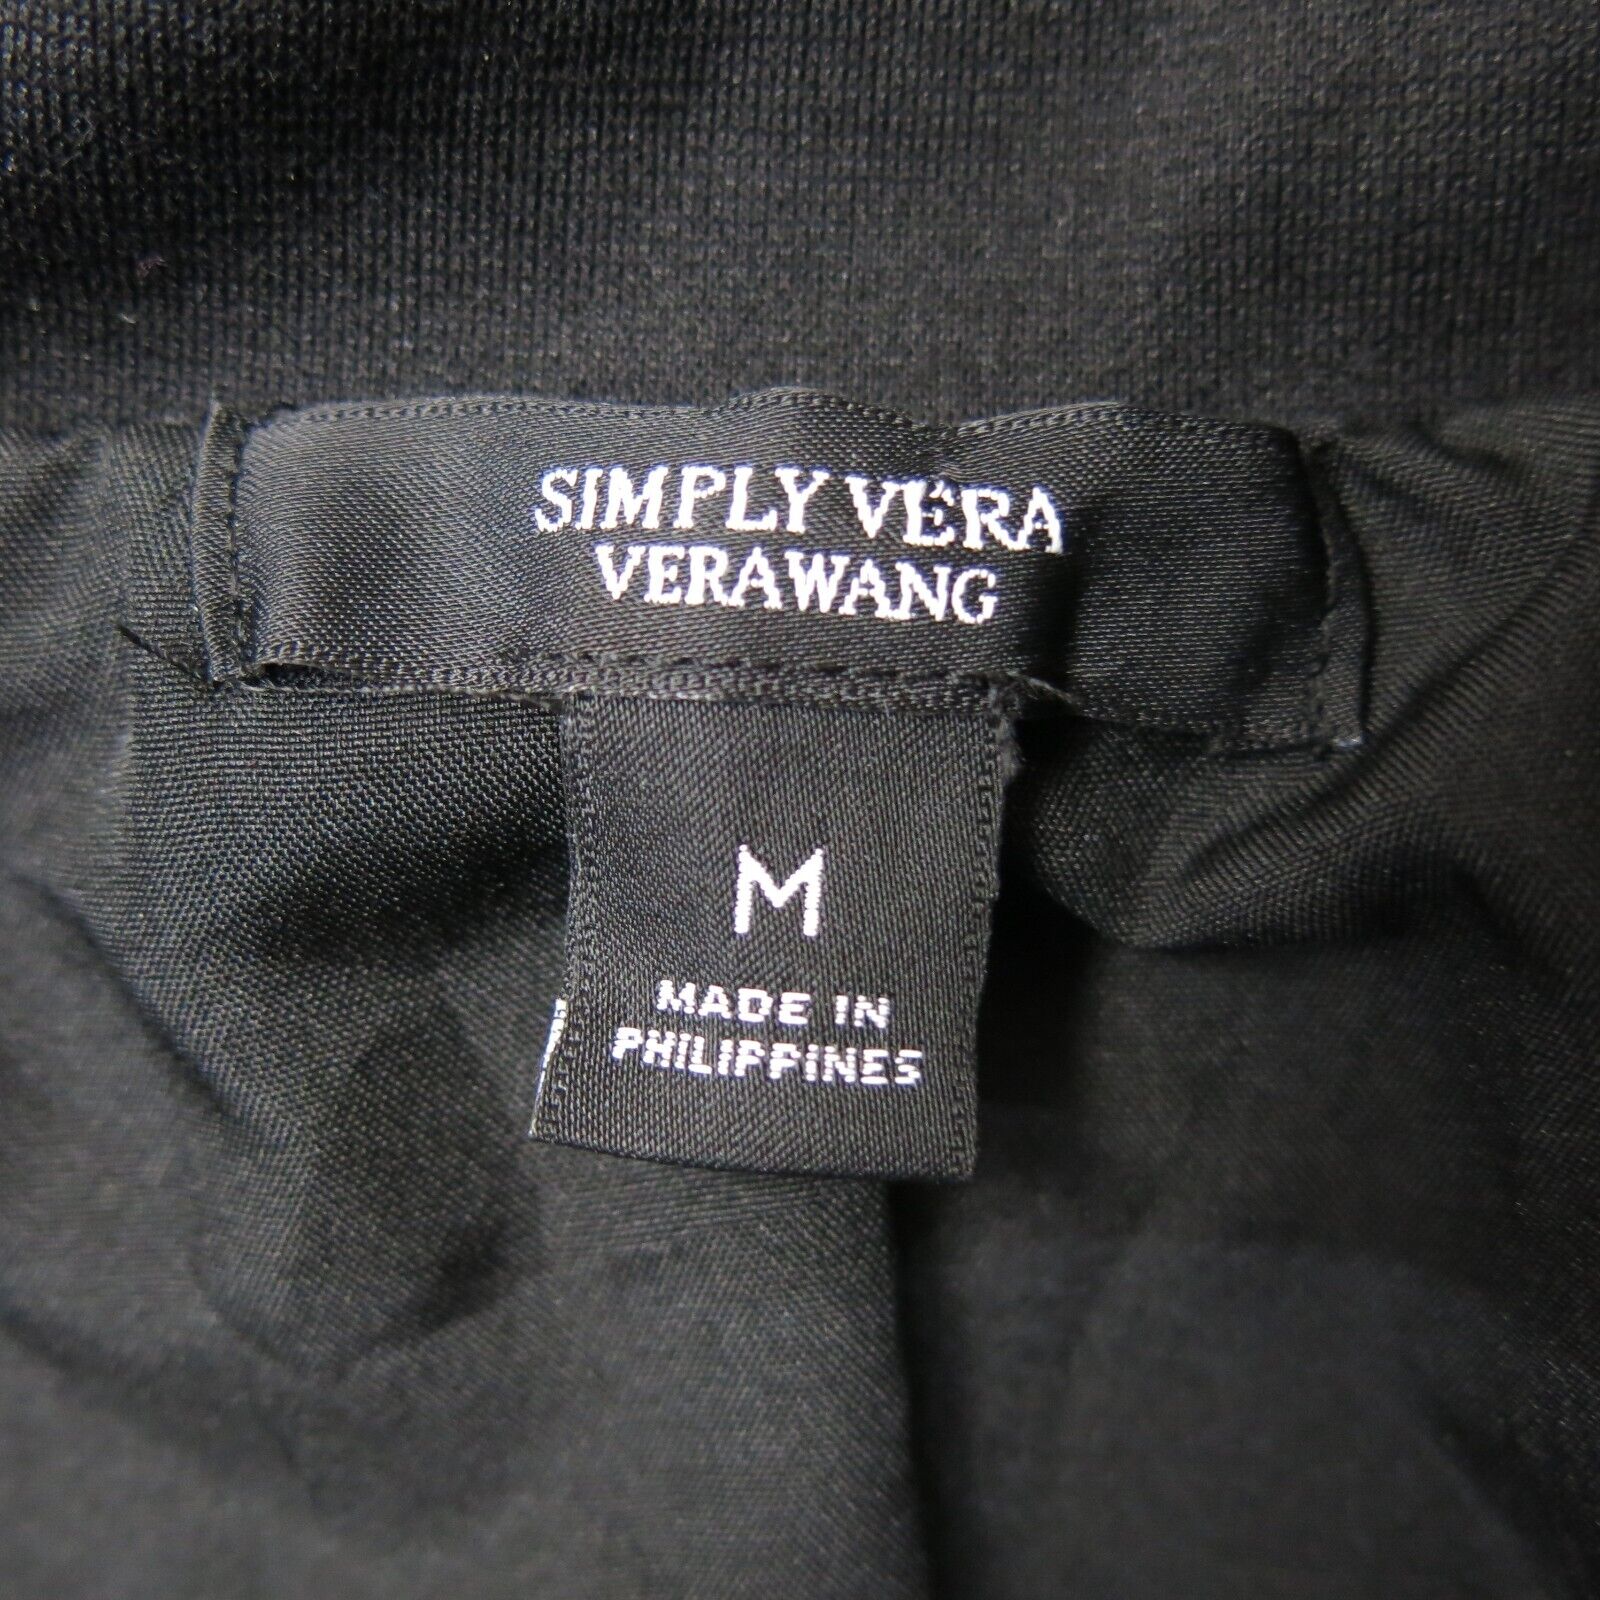 SIMPLY VERA
VERAWANG
M
MADE IN
PHILIPPINES